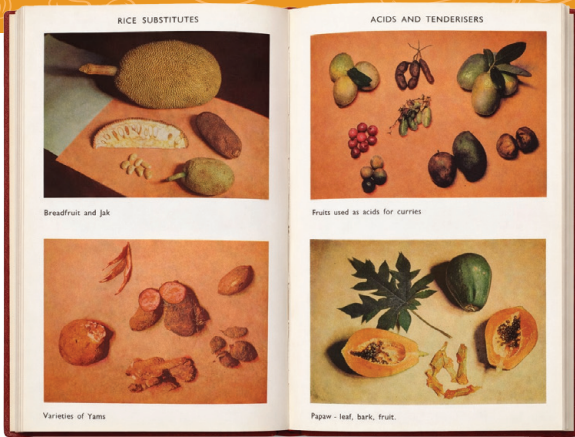 RICE SUBSTITUTES
Breadfruit and Jak
Varieties of Yams
ACIDS AND TENDERISERS
Fruits used as acids for curries
Papaw - leaf, bark, fruit.